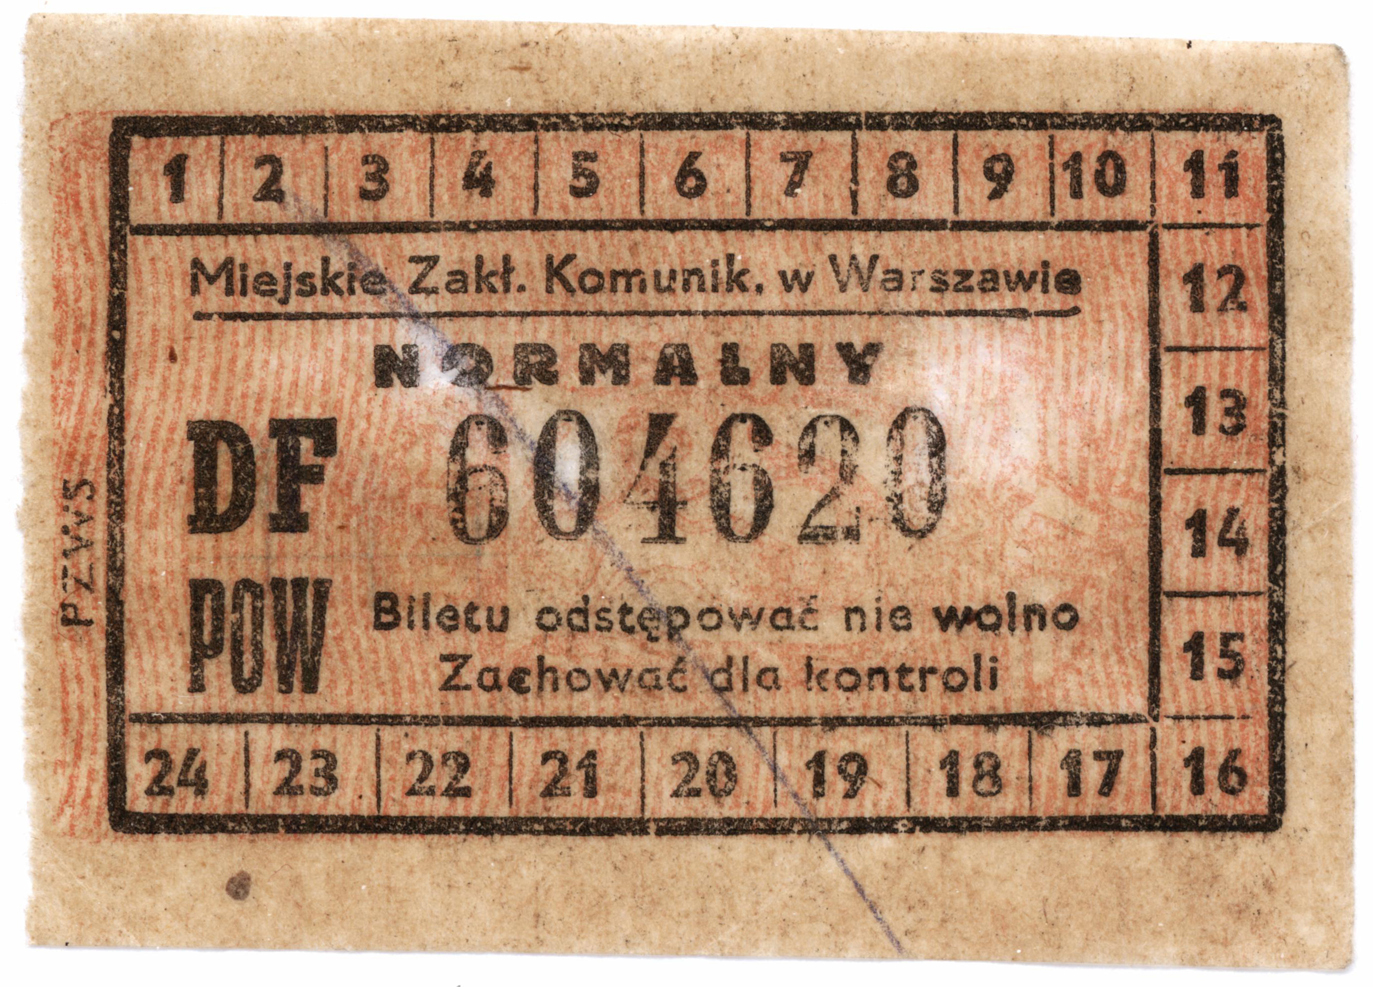 1 2 3 4 5 6 7 8 9 10 11
Miejskie Zakł. Komunik. w Warszawie
12
NORMALNY
13
DF 604620
14
POW
Biletu odstępować nie wolno
Zachować dla kontroli
15
24 23 22 21 20 19 18 17 16
PZWS